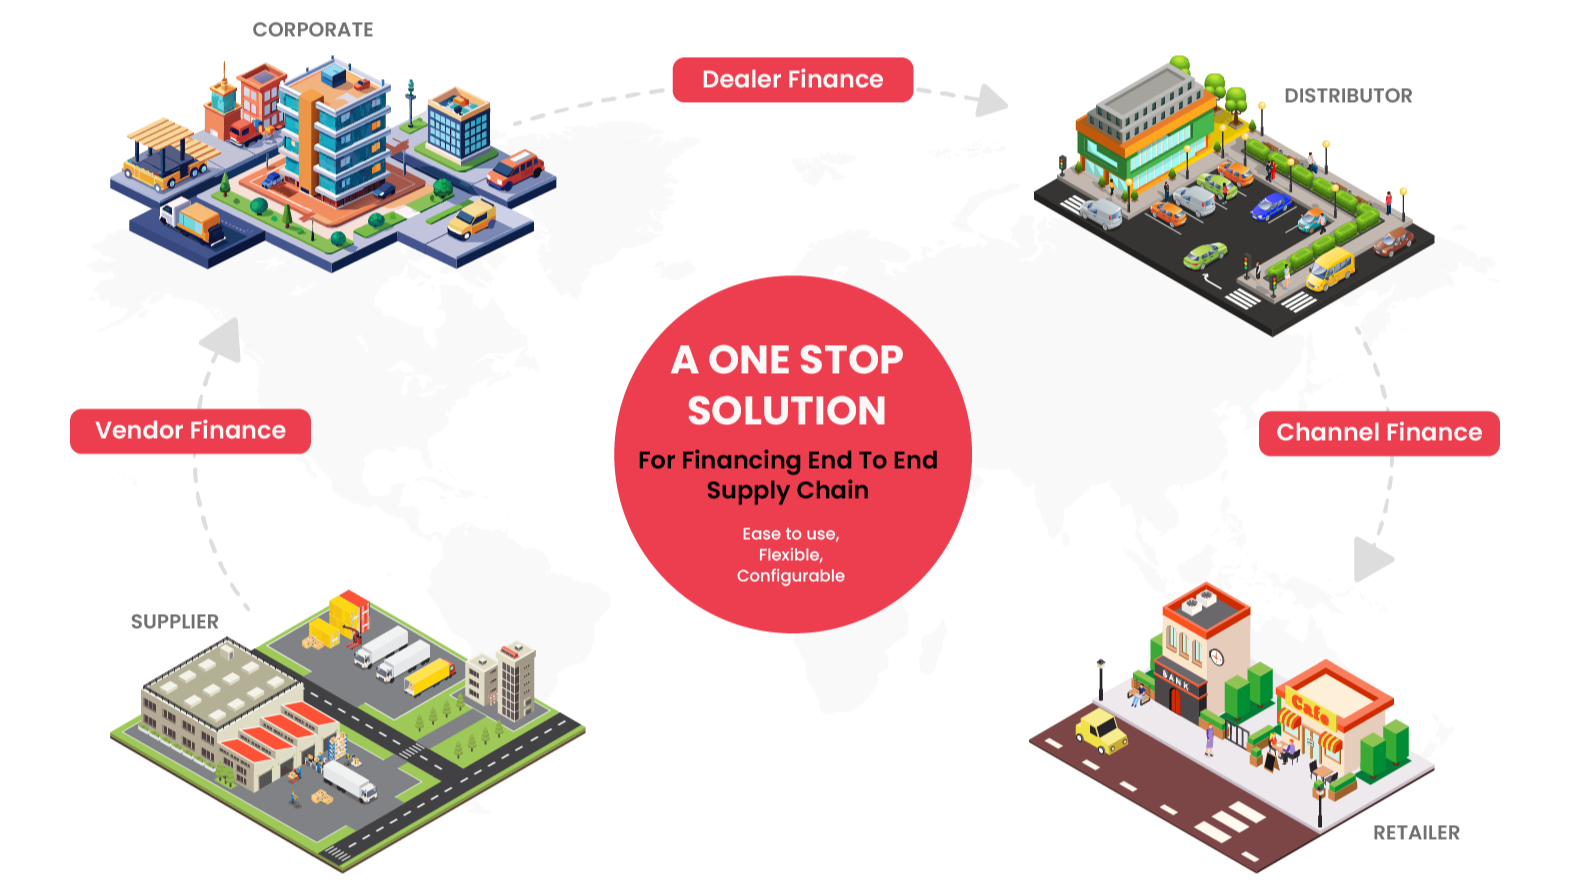 CORPORATE
Dealer Finance
DISTRIBUTOR
A ONE STOP
SOLUTION
For Financing End To End
Supply Chain
Ease to use,
Flexible,
Configurable
Vendor Finance
Channel Finance
SUPPLIER
BANK
Cafe
RETAILER